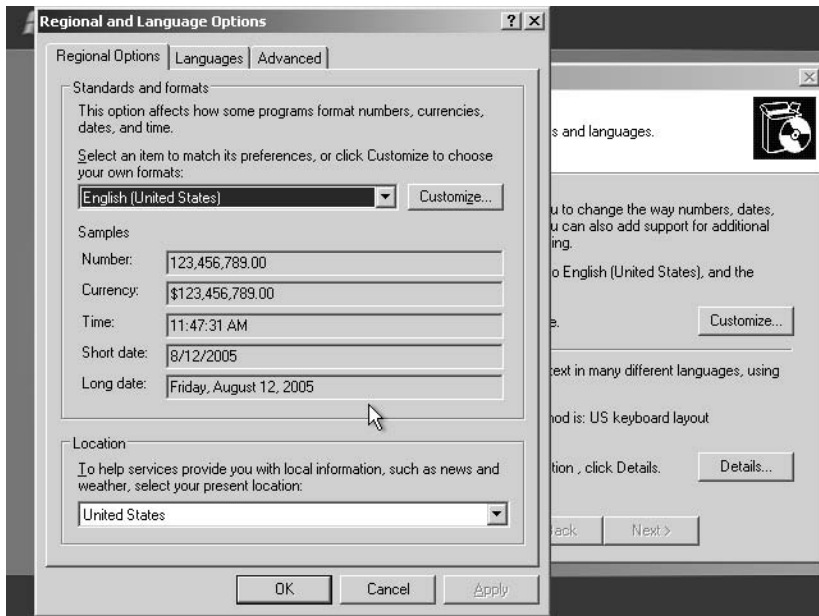 Regional and Language Options
Regional Options
Languages
Advanced
Standards and formats
This option affects how some programs format numbers, currencies,
dates, and time.
Select an item to match its preferences, or click Customize to choose
your own formats:
English (United States)
Customize...
Samples
Number:
123,456,789.00
Currency:
$123,456,789.00
Time:
11:47:31 AM
Short date:
8/12/2005
Long date:
Friday, August 12, 2005
Location
To help services provide you with local information, such as news and
weather, select your present location:
United States
OK
Cancel
Apply
s and languages.
u to change the way numbers, dates,
u can also add support for additional
ing.
o English (United States), and the
e.
Customize...
text in many different languages, using
nod is: US keyboard layout
tion , click Details.
Details...
Back
Next >